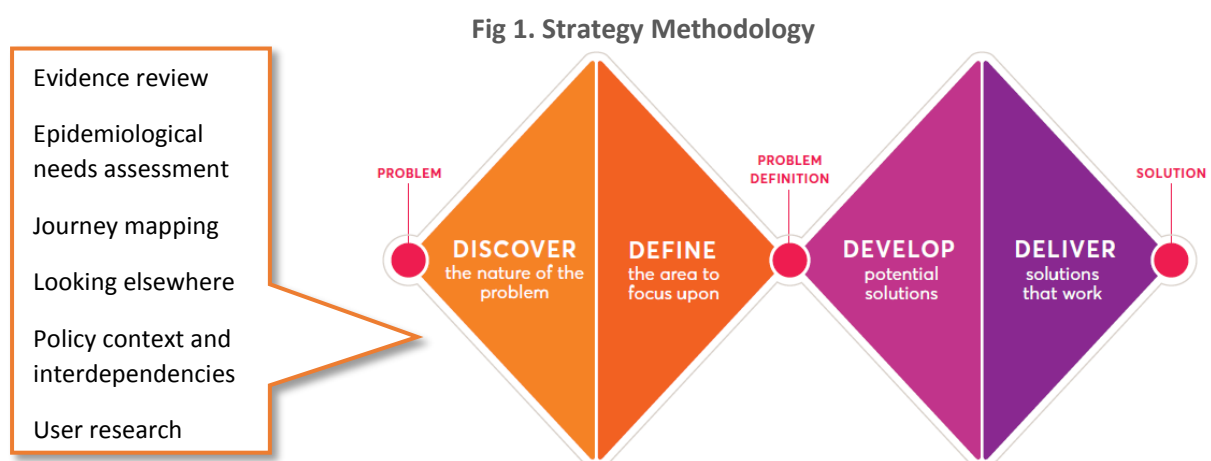 Fig 1. Strategy Methodology
Evidence review
Epidemiological
needs assessment
Journey mapping
Looking elsewhere
Policy context and
interdependencies
User research
PROBLEM
DISCOVER
the nature of the
problem
DEFINE
the area to
focus upon
PROBLEM
DEFINITION
DEVELOP
potential
solutions
DELIVER
solutions
that work
SOLUTION